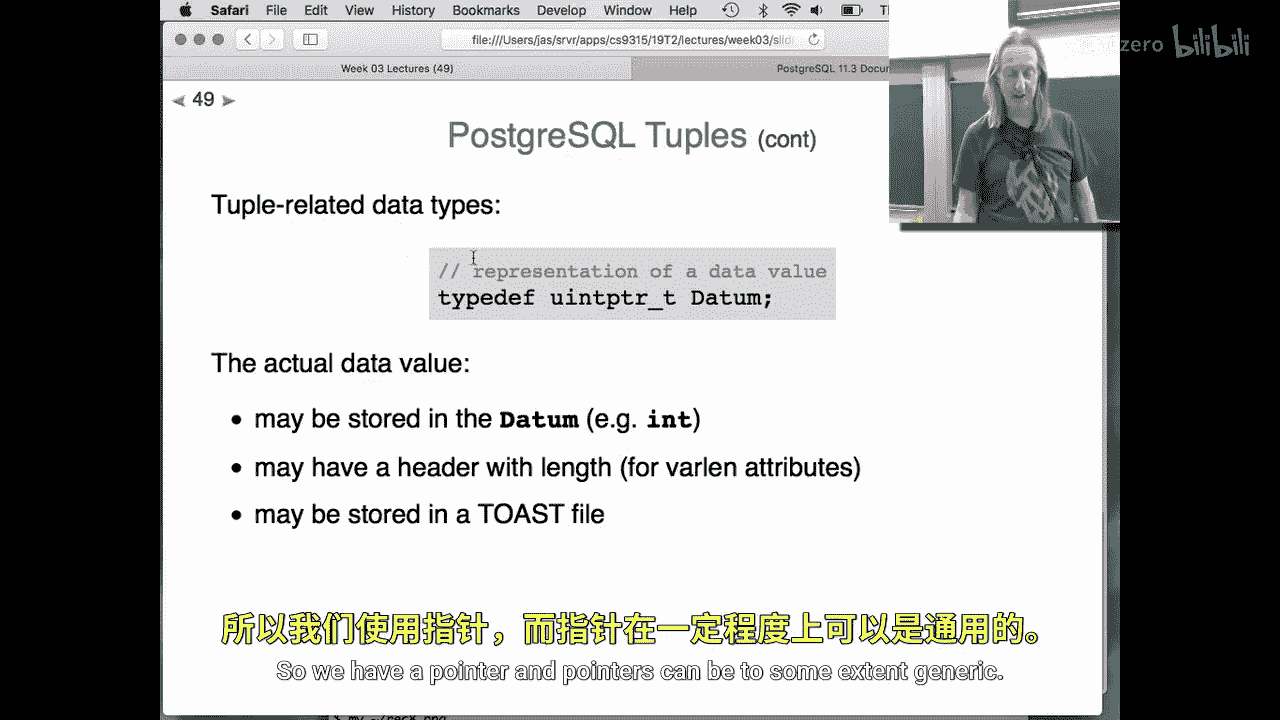 Safari File Edit View History Bookmarks Develop Window Help
file:///Users/jas/srvr/apps/cs9315/19T2/lectures/week03/slid
zero bilibili
Week 03 Lectures (49)
PostgreSQL 11.3 Docu
49
PostgreSQL Tuples (cont)
Tuple-related data types:
// representation of a data value
typedef uintptr_t Datum;
The actual data value:
• may be stored in the Datum (e.g. int)
• may have a header with length (for varlen attributes)
• may be stored in a TOAST file
所以我们使用指针，而指针在一定程度上可以是通用的。
So we have a pointer and pointers can be to some extent generic.